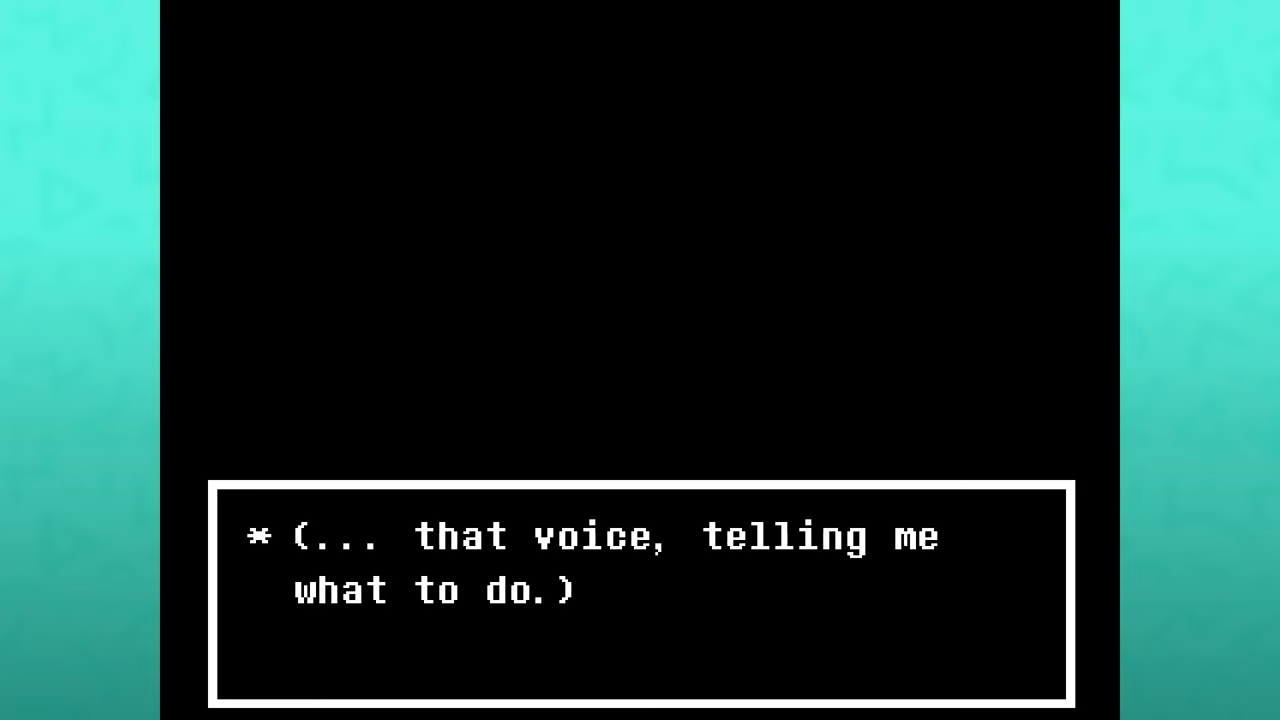 * (... that voice, telling me
what to do.)